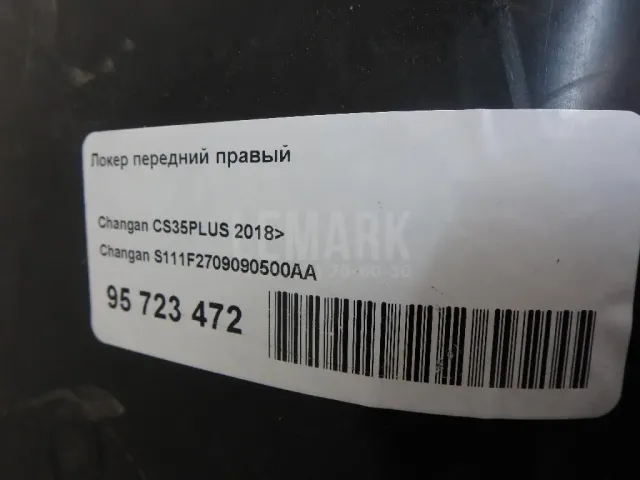 Локер передний правый
Changan CS35PLUS 2018>
Changan S111F2709090500AA
95 723 472